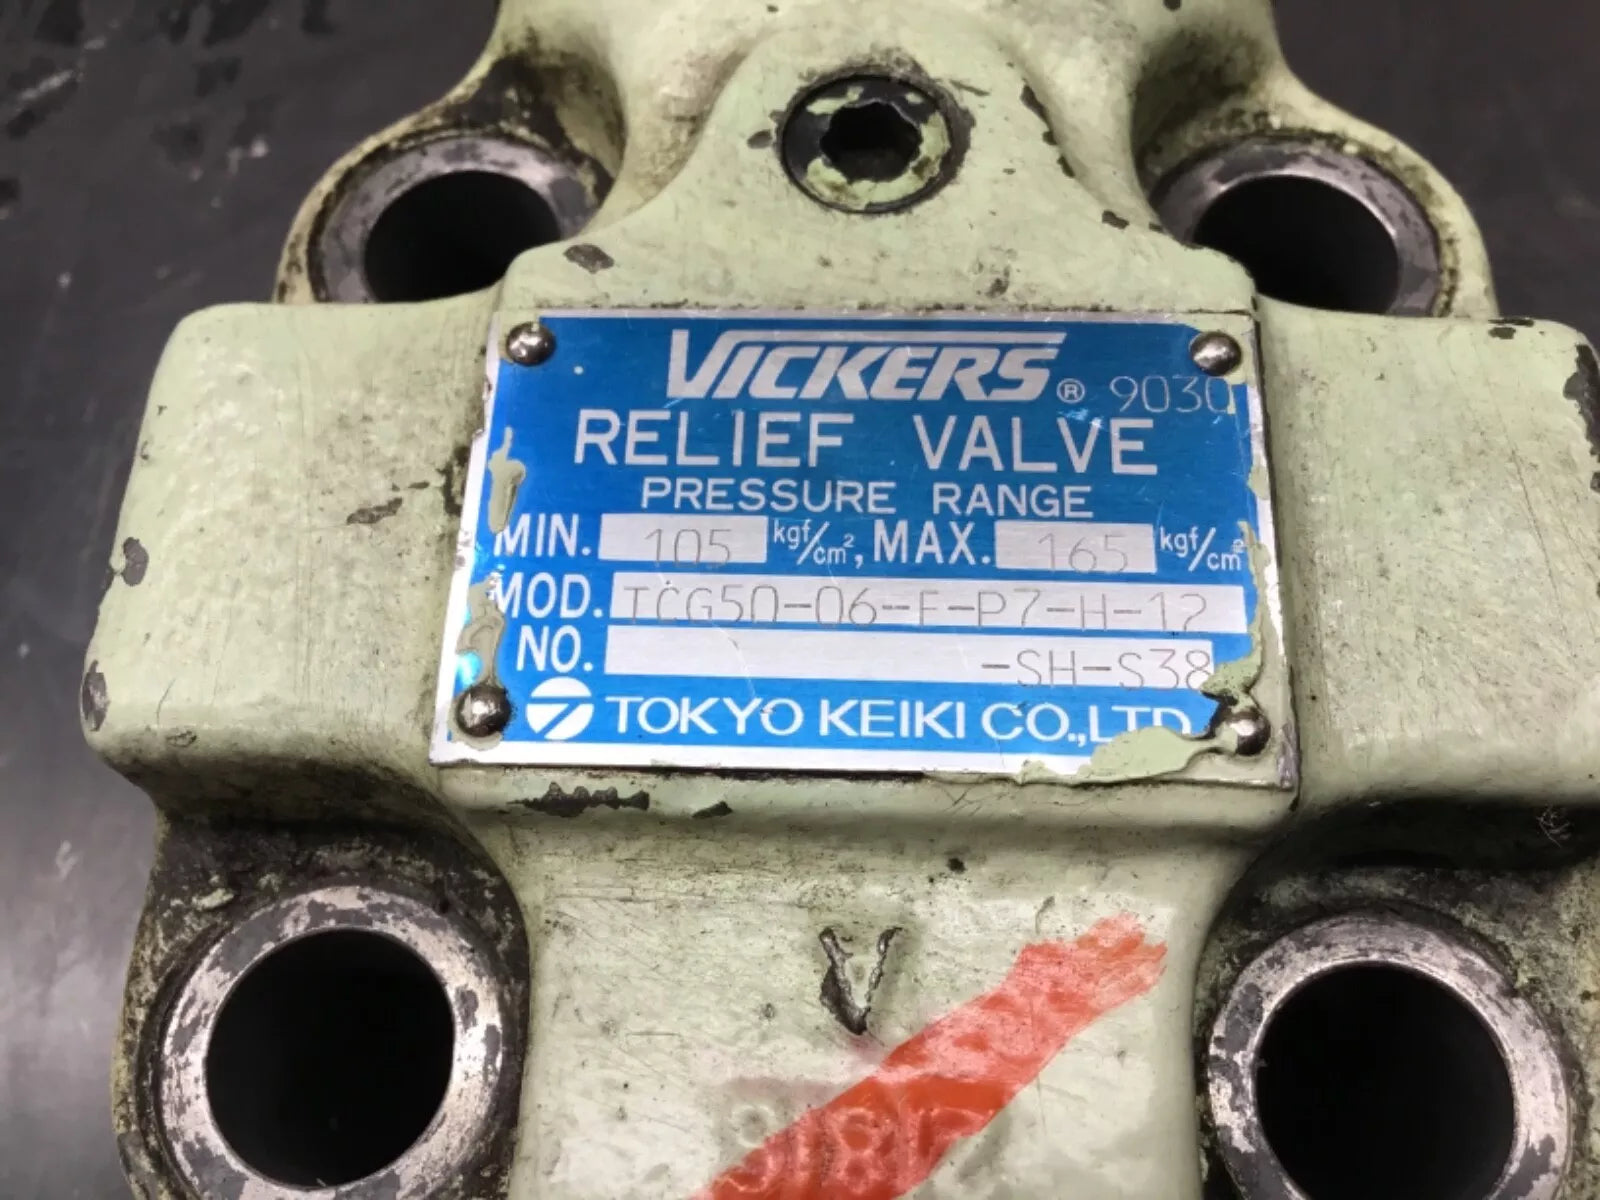 VICKERS® 9030
RELIEF VALVE
PRESSURE RANGE
MIN. 105 kgf/cm², MAX. 165 kgf/cm²
MOD. TCG50-06-F-P7-H-12
NO. -SH-S38
TOKYO KEIKI CO., LTD.
V